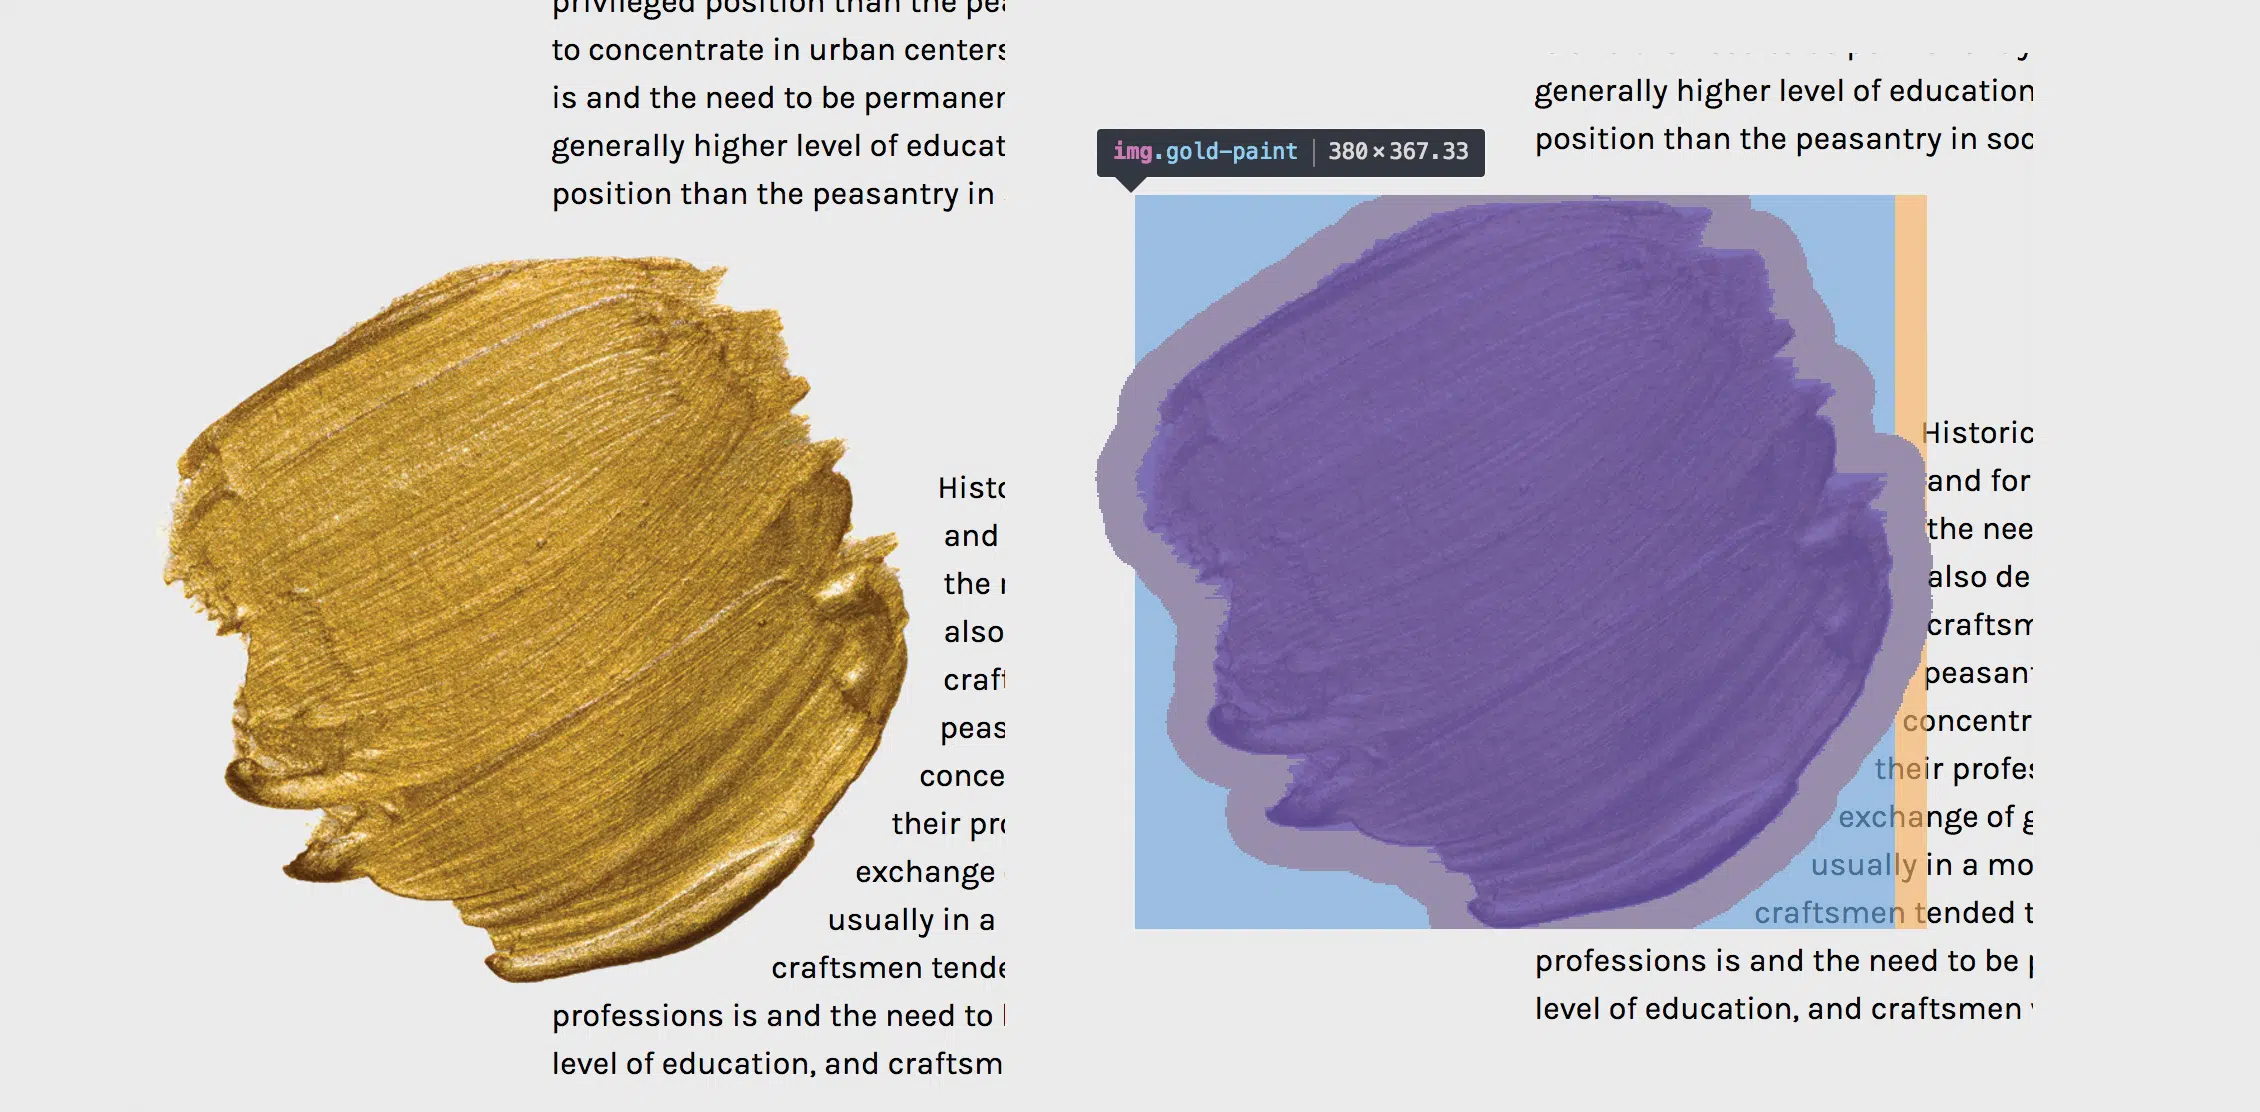 privileged position than the pea
to concentrate in urban centers
is and the need to be permaner
generally higher level of educat
position than the peasantry in
Histo
and
the r
also
craft
peas
conce
their pro
exchange
usually in a
craftsmen tende
professions is and the need to l
level of education, and craftsm
generally higher level of education
position than the peasantry in soc
img.gold-paint | 380×367.33
Historic
and for
the nee
also de
craftsm
peasant
concentr
their profes
exchange of g
usually in a mo
craftsmen tended t
professions is and the need to be p
level of education, and craftsmen